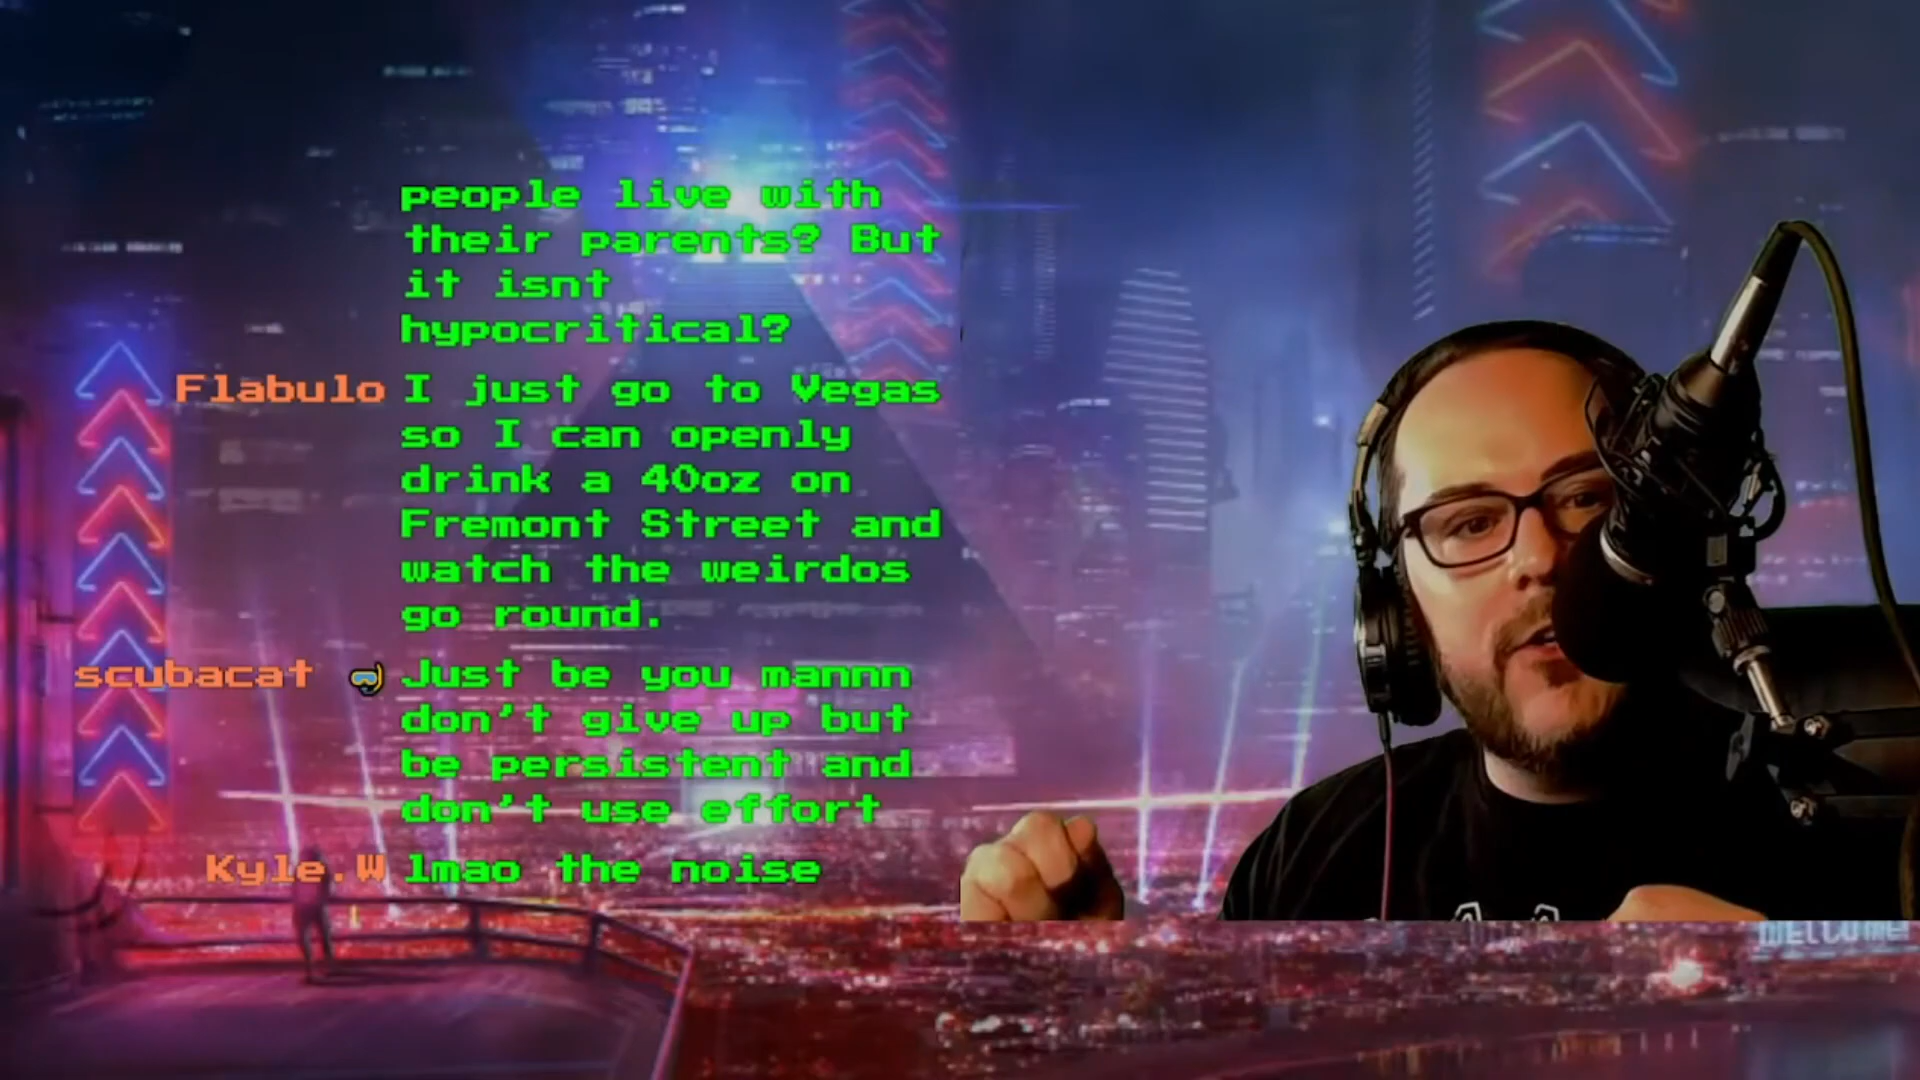 people live with
their parents? But
it isnt
hypocritical?
Flabulo I just go to Vegas
so I can openly
drink a 40oz on
Fremont Street and
watch the weirdos
go round.
scubacat 🤿 Just be you mannn
don't give up but
be persistent and
don't use effort
Kyle.W lmao the noise
WELCOME